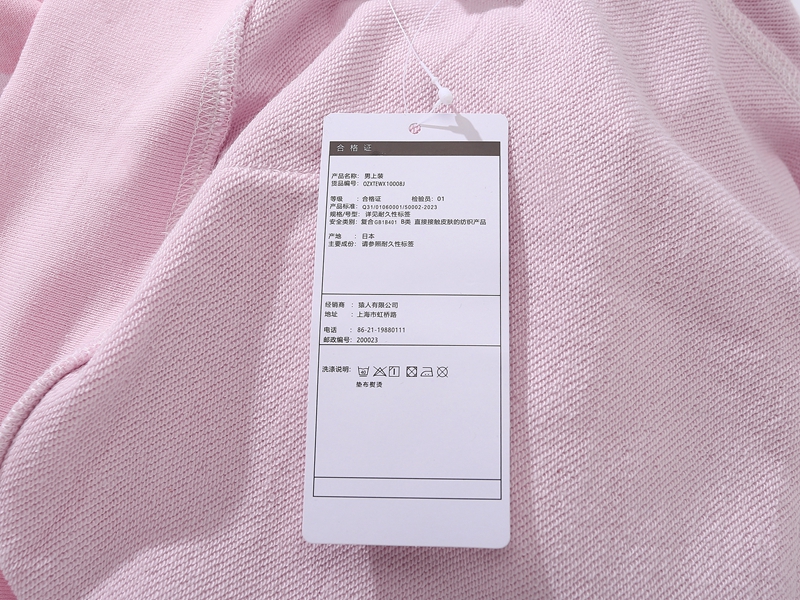 合格证
产品名称: 男上装
货品编号: OZXTEWX10008J
等级 : 合格证 检验员: 01
产品标准: Q31/01060001/S0002-2023
规格/号型: 详见耐久性标签
安全类别: 复合GB18401 B类 直接接触皮肤的纺织产品
产地 : 日本
主要成份: 请参照耐久性标签
经销商 : 猿人有限公司
地址 : 上海市虹桥路
电话 : 86-21-19880111
邮政编号: 200023
洗涤说明:
垫布熨烫